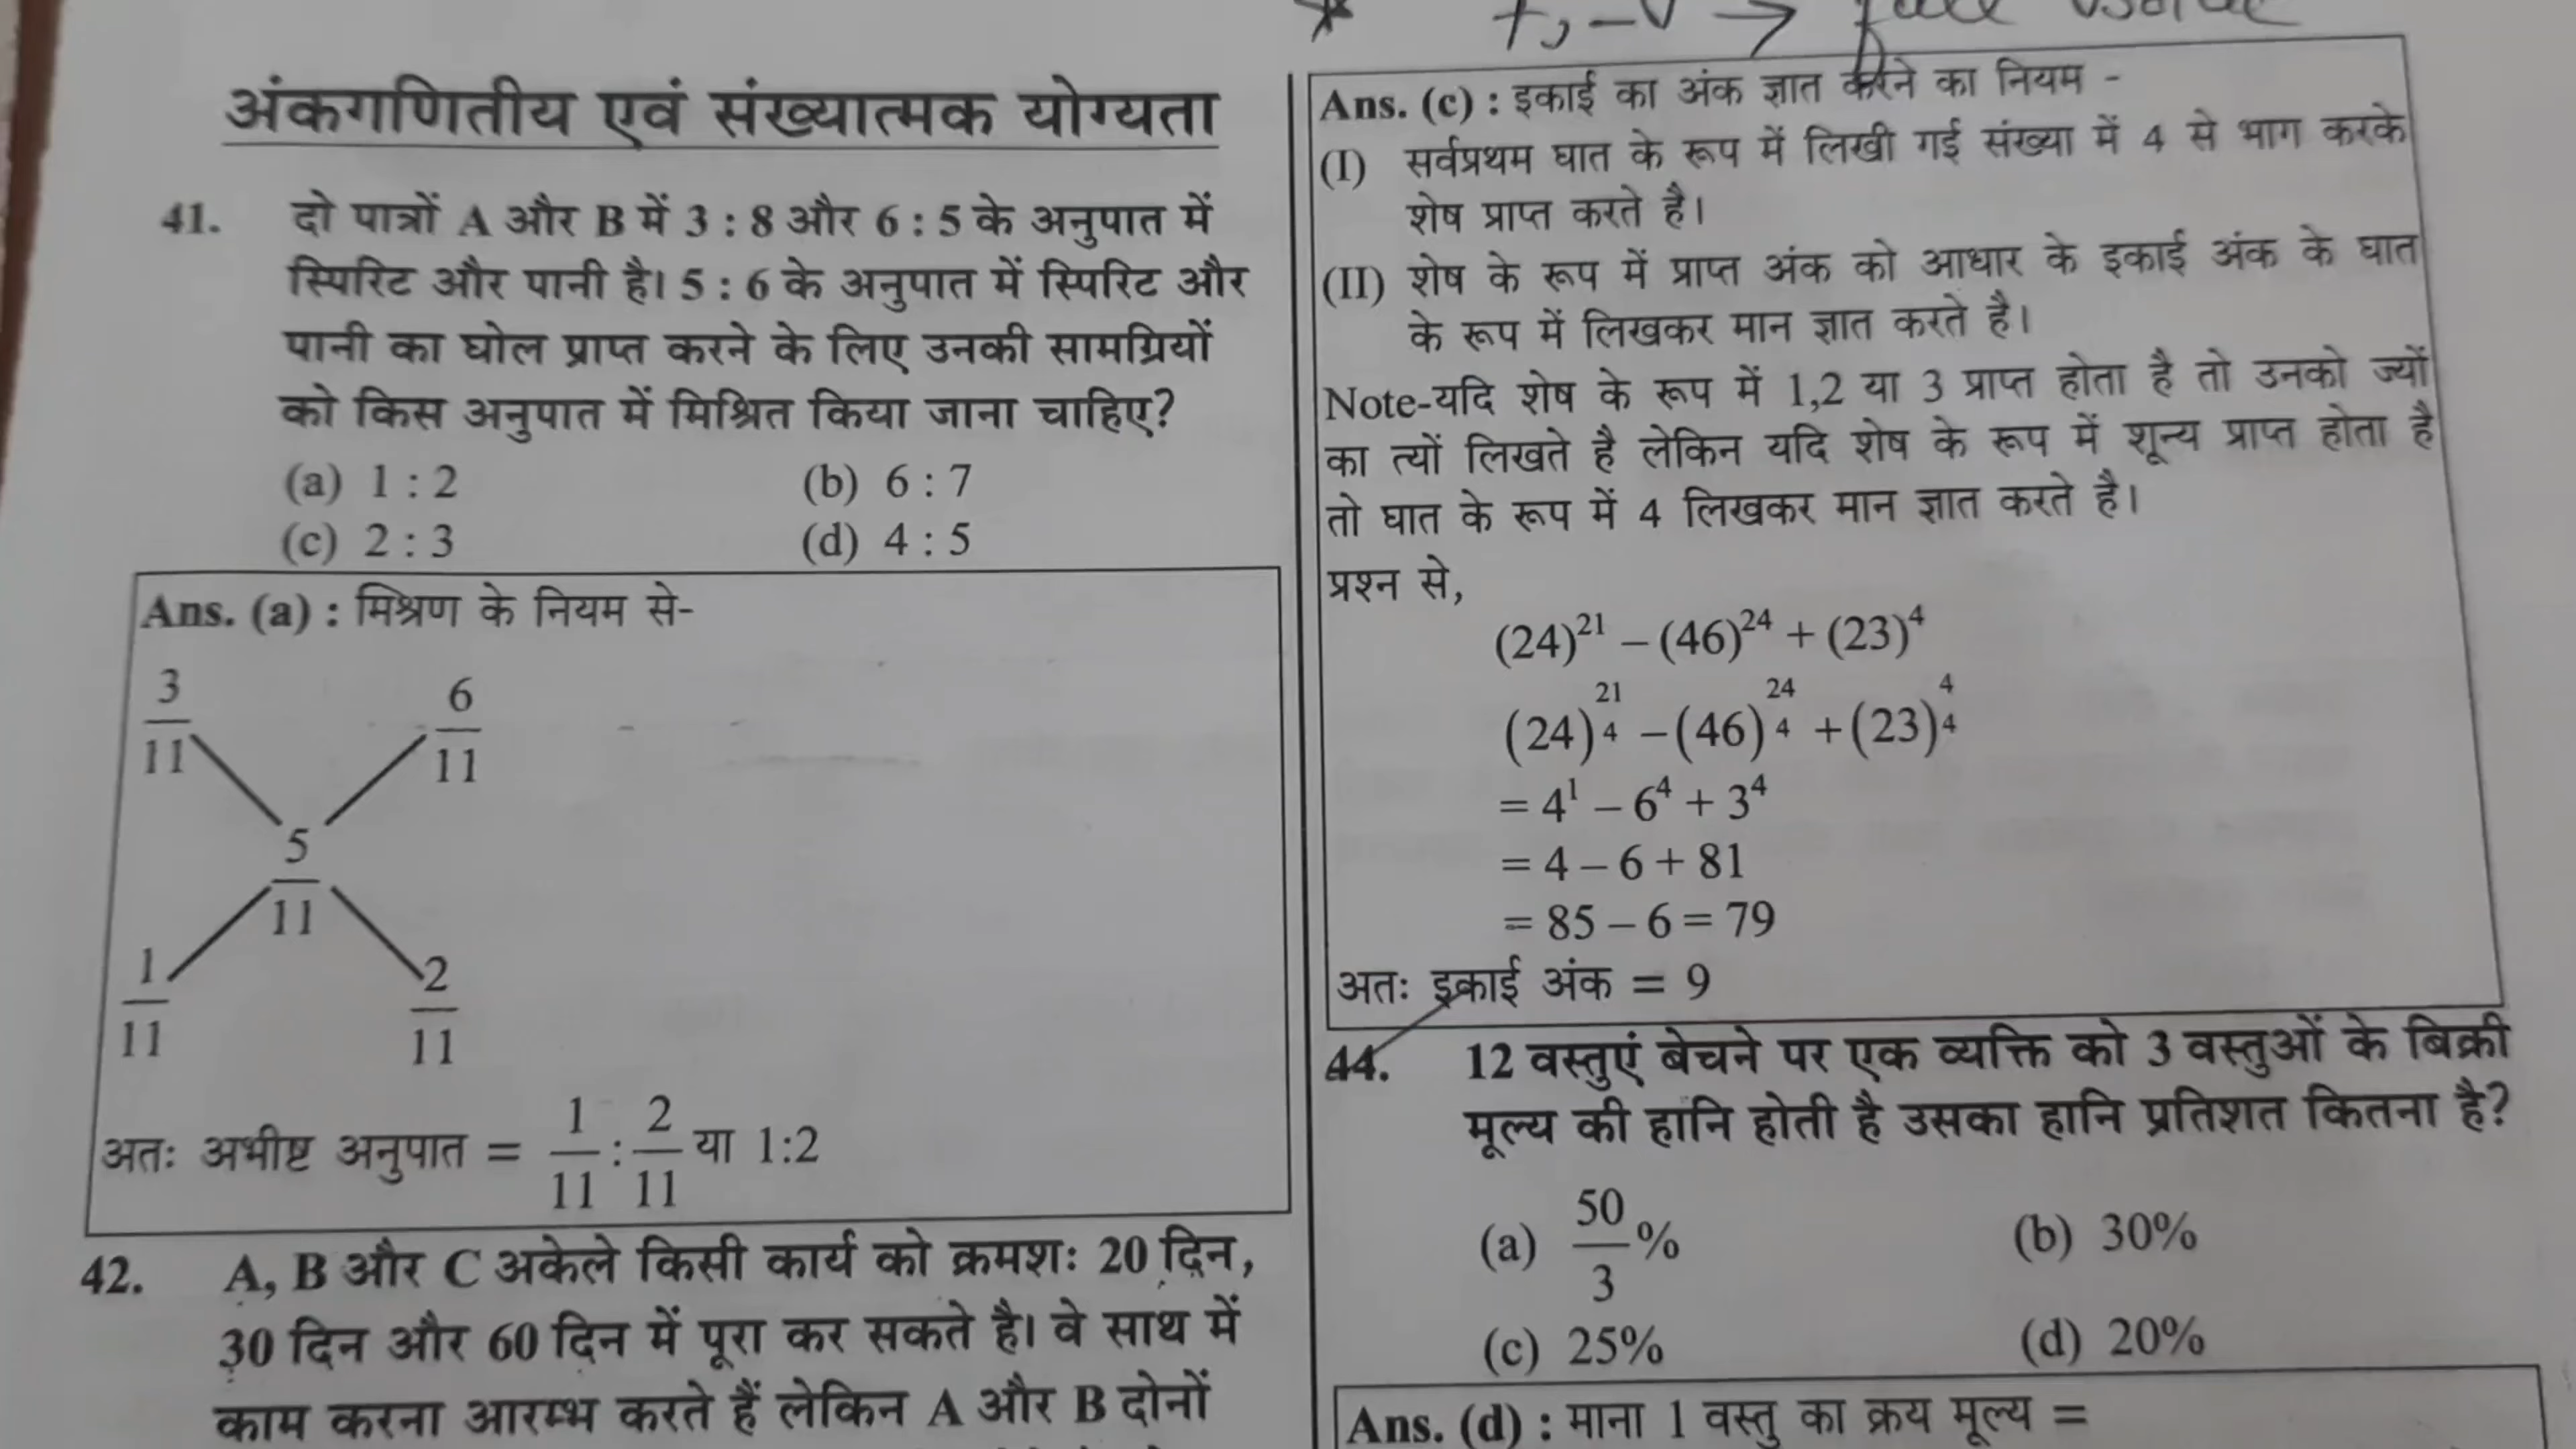 अंकगणितीय एवं संख्यात्मक योग्यता
41. दो पात्रों A और B में 3 : 8 और 6 : 5 के अनुपात में
स्पिरिट और पानी है। 5 : 6 के अनुपात में स्पिरिट और
पानी का घोल प्राप्त करने के लिए उनकी सामग्रियों
को किस अनुपात में मिश्रित किया जाना चाहिए?
(a) 1 : 2 (b) 6 : 7
(c) 2 : 3 (d) 4 : 5
Ans. (a) : मिश्रण के नियम से-
3/11 6/11
5/11
1/11 2/11
अतः अभीष्ट अनुपात = 1/11 : 2/11 या 1:2
42. A, B और C अकेले किसी कार्य को क्रमशः 20 दिन,
30 दिन और 60 दिन में पूरा कर सकते है। वे साथ में
काम करना आरम्भ करते हैं लेकिन A और B दोनों
+, -
Ans. (c) : इकाई का अंक ज्ञात करने का नियम -
(I) सर्वप्रथम घात के रूप में लिखी गई संख्या में 4 से भाग करके
शेष प्राप्त करते है।
(II) शेष के रूप में प्राप्त अंक को आधार के इकाई अंक के घात
के रूप में लिखकर मान ज्ञात करते है।
Note-यदि शेष के रूप में 1,2 या 3 प्राप्त होता है तो उनको ज्यों
का त्यों लिखते है लेकिन यदि शेष के रूप में शून्य प्राप्त होता है
तो घात के रूप में 4 लिखकर मान ज्ञात करते है।
प्रश्न से,
(24)^21 – (46)^24 + (23)^4
(24)^21/4 – (46)^24/4 + (23)^4/4
= 4^1 – 6^4 + 3^4
= 4 – 6 + 81
= 85 – 6 = 79
अतः इकाई अंक = 9
44. 12 वस्तुएं बेचने पर एक व्यक्ति को 3 वस्तुओं के बिक्री
मूल्य की हानि होती है उसका हानि प्रतिशत कितना है?
(a) 50/3 % (b) 30%
(c) 25% (d) 20%
Ans. (d) : माना 1 वस्तु का क्रय मूल्य =